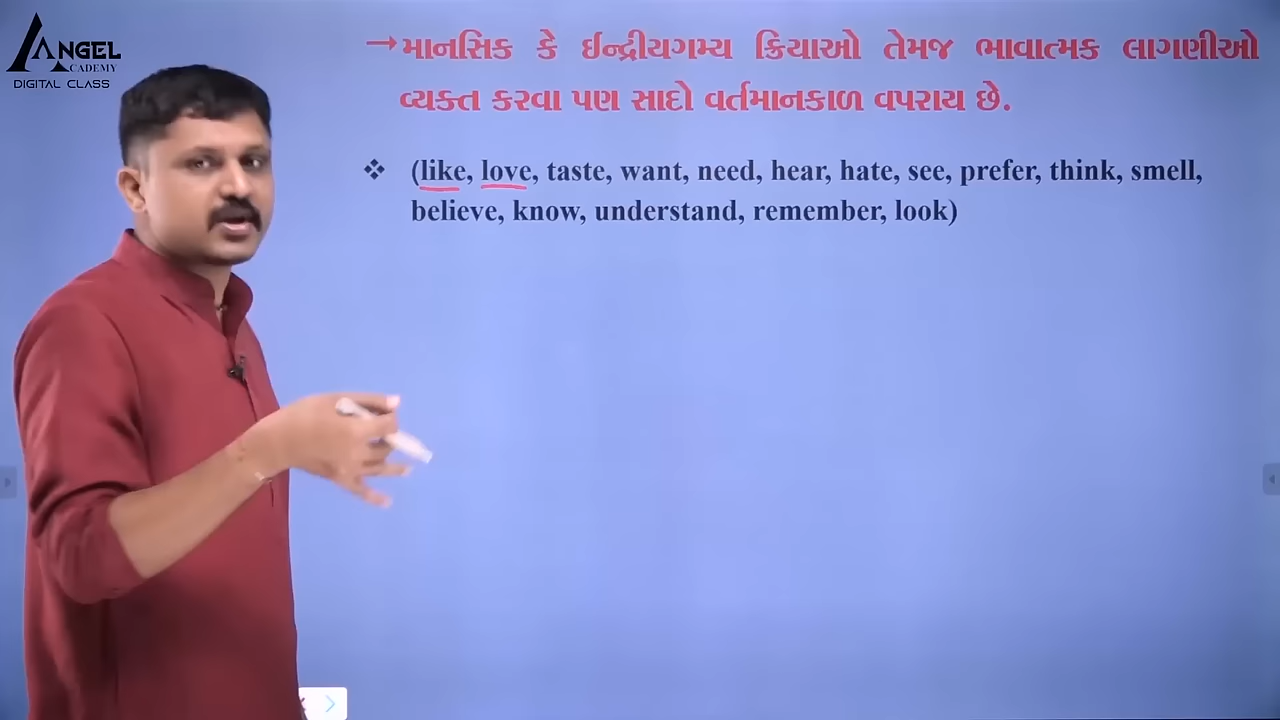 ANGEL
ACADEMY
DIGITAL CLASS
→માનસિક કે ઈન્દ્રીયગમ્ય ક્રિયાઓ તેમજ ભાવાત્મક લાગણીઓ
વ્યક્ત કરવા પણ સાદો વર્તમાનકાળ વપરાય છે.
❖ (like, love, taste, want, need, hear, hate, see, prefer, think, smell,
believe, know, understand, remember, look)